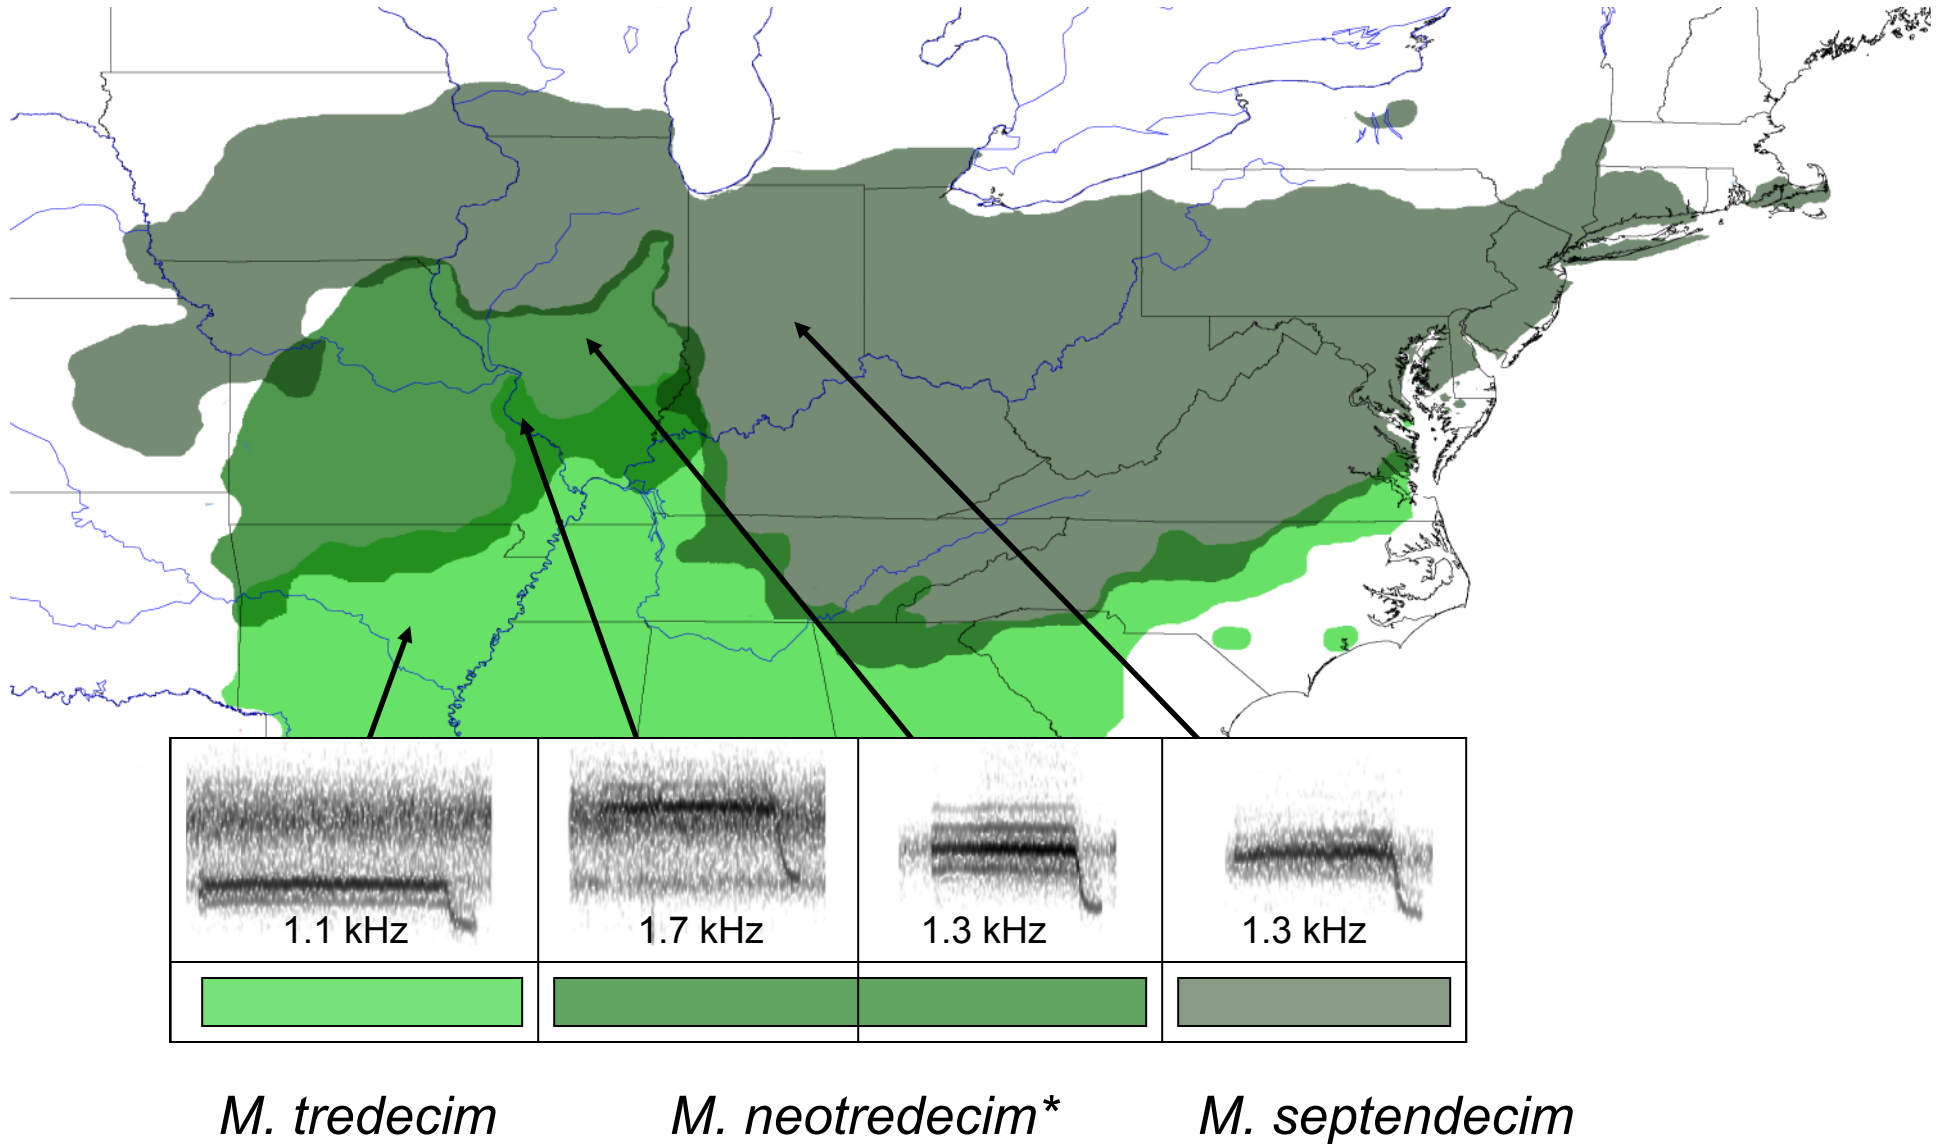 1.1 kHz 1.7 kHz 1.3 kHz 1.3 kHz
M. tredecim M. neotredecim* M. septendecim